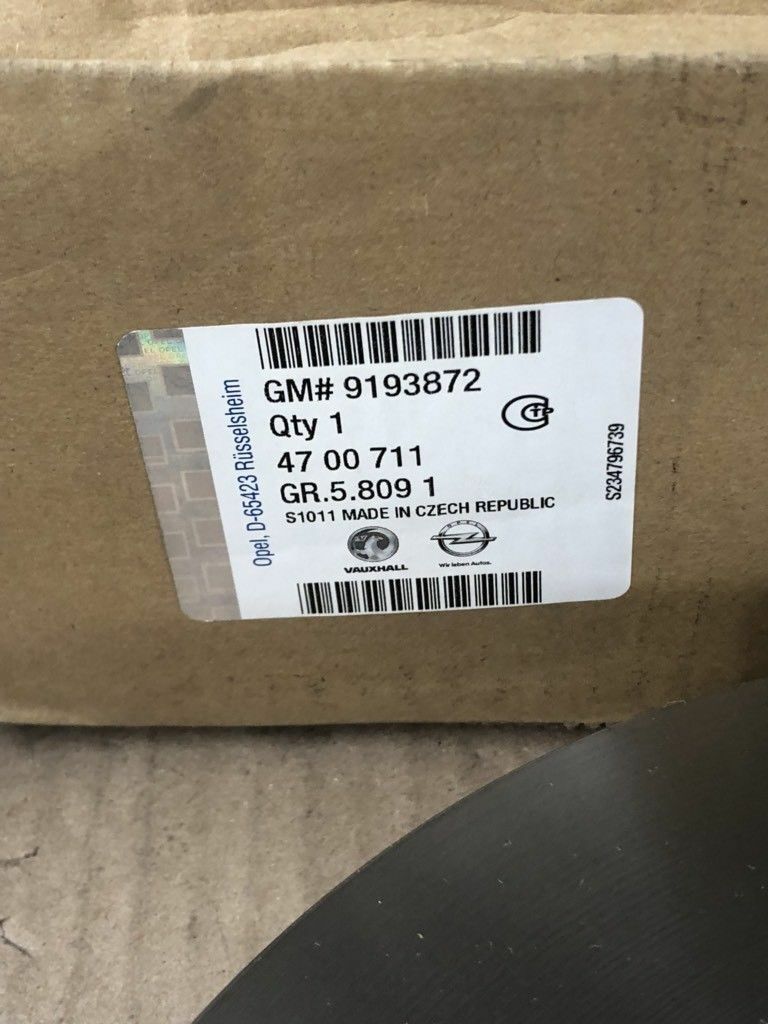 GM# 9193872
Qty 1
47 00 711
GR.5.809 1
S1011 MADE IN CZECH REPUBLIC
VAUXHALL
OPEL
Wir leben Autos.
Opel, D-65423 Rüsselsheim
S234796739